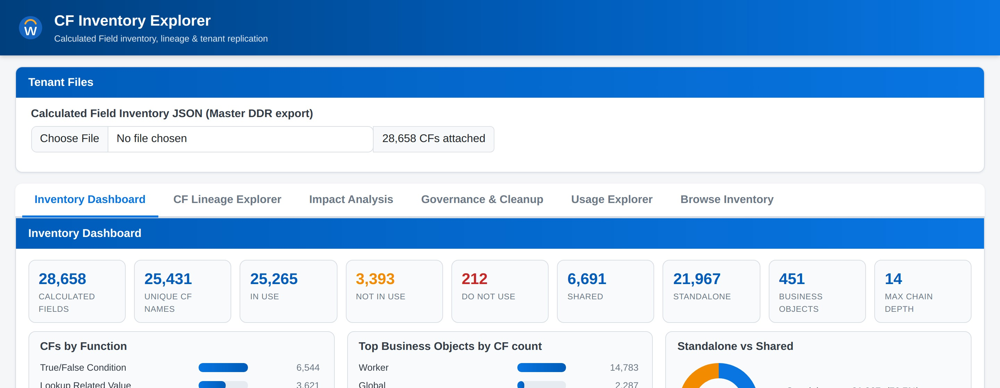 W
CF Inventory Explorer
Calculated Field inventory, lineage & tenant replication
Tenant Files
Calculated Field Inventory JSON (Master DDR export)
Choose File No file chosen 28,658 CFs attached
Inventory Dashboard CF Lineage Explorer Impact Analysis Governance & Cleanup Usage Explorer Browse Inventory
Inventory Dashboard
28,658
CALCULATED
FIELDS
25,431
UNIQUE CF
NAMES
25,265
IN USE
3,393
NOT IN USE
212
DO NOT USE
6,691
SHARED
21,967
STANDALONE
451
BUSINESS
OBJECTS
14
MAX CHAIN
DEPTH
CFs by Function
True/False Condition 6,544
Lookup Related Value 3,621
Top Business Objects by CF count
Worker 14,783
Global 2,287
Standalone vs Shared